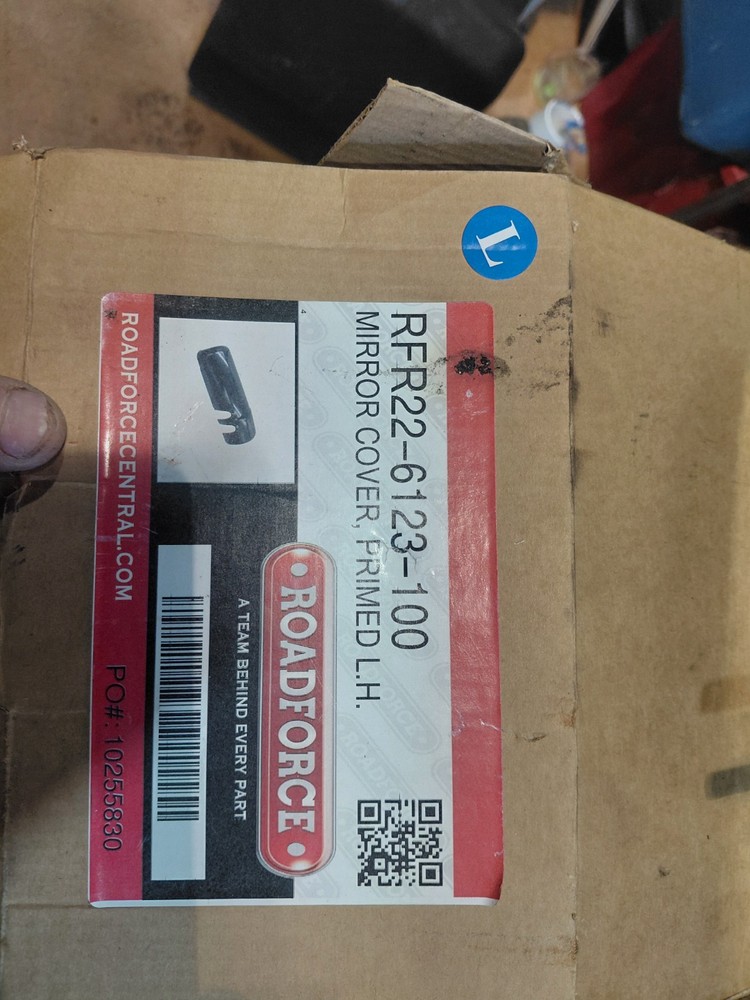 L
RFR22-6123-100
MIRROR COVER, PRIMED L.H.
ROADFORCE
A TEAM BEHIND EVERY PART
ROADFORCECENTRAL.COM
PO#: 10255830